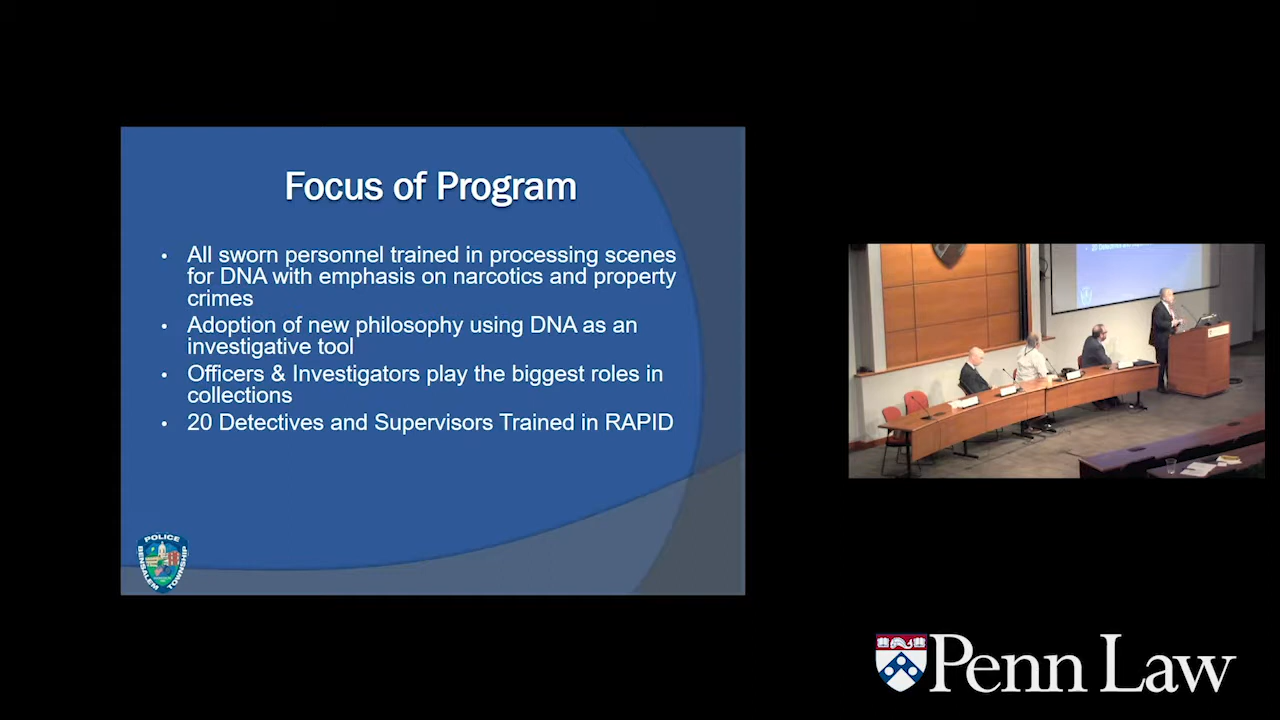 Focus of Program
• All sworn personnel trained in processing scenes
for DNA with emphasis on narcotics and property
crimes
• Adoption of new philosophy using DNA as an
investigative tool
• Officers & Investigators play the biggest roles in
collections
• 20 Detectives and Supervisors Trained in RAPID
POLICE
BENSALEM
TOWNSHIP
Penn Law